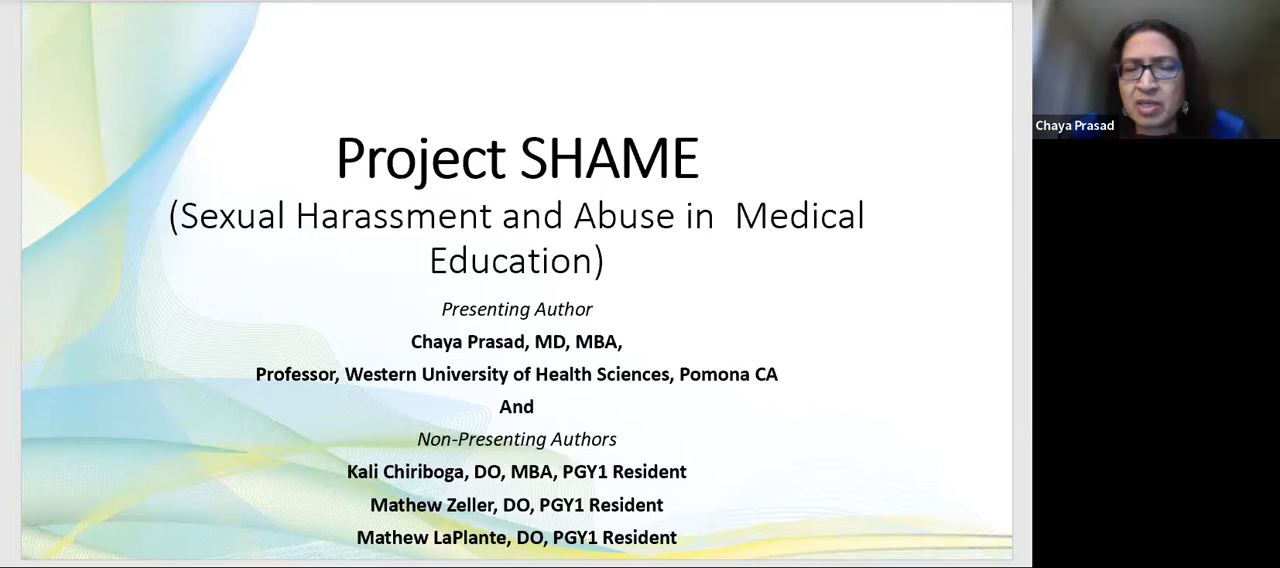 Project SHAME
(Sexual Harassment and Abuse in Medical
Education)
Presenting Author
Chaya Prasad, MD, MBA,
Professor, Western University of Health Sciences, Pomona CA
And
Non-Presenting Authors
Kali Chiriboga, DO, MBA, PGY1 Resident
Mathew Zeller, DO, PGY1 Resident
Mathew LaPlante, DO, PGY1 Resident
Chaya Prasad